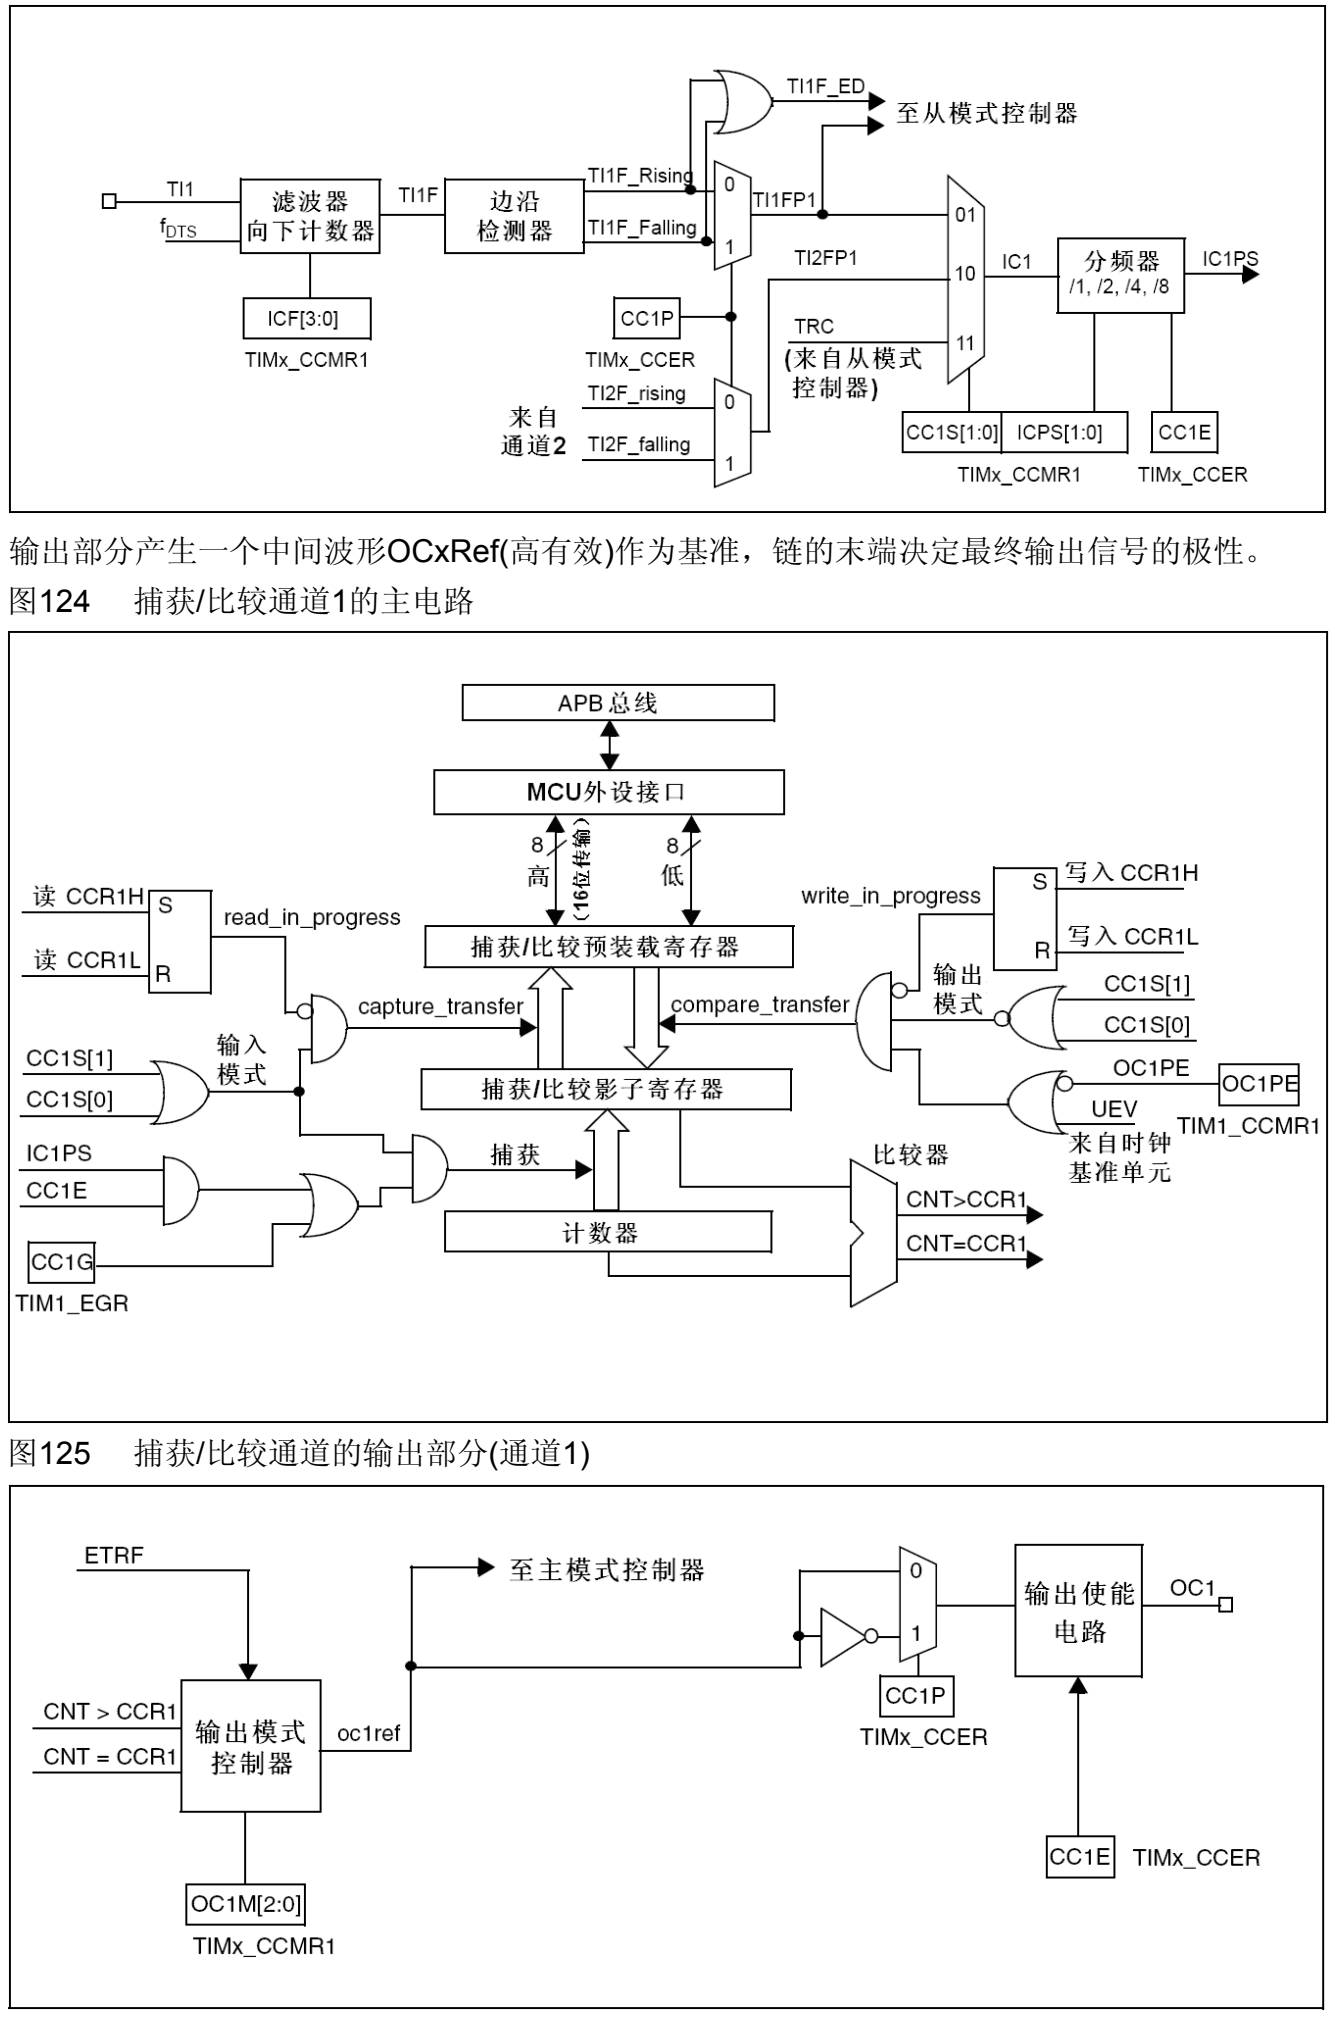 TI1F_ED
至从模式控制器
TI1
fDTS
滤波器
向下计数器
TI1F
边沿
检测器
TI1F_Rising
TI1F_Falling
0
1
TI1FP1
01
TI2FP1
10
IC1
分频器
/1, /2, /4, /8
IC1PS
ICF[3:0]
TIMx_CCMR1
CC1P
TIMx_CCER
TRC
11
(来自从模式
控制器)
来自
通道2
TI2F_rising
TI2F_falling
0
1
CC1S[1:0]
ICPS[1:0]
TIMx_CCMR1
CC1E
TIMx_CCER
输出部分产生一个中间波形OCxRef(高有效)作为基准，链的末端决定最终输出信号的极性。
图124 捕获/比较通道1的主电路
APB 总线
MCU外设接口
8
高
(16位传输)
8
低
读 CCR1H
读 CCR1L
S
R
read_in_progress
write_in_progress
S
R
写入 CCR1H
写入 CCR1L
捕获/比较预装载寄存器
capture_transfer
compare_transfer
输出
模式
CC1S[1]
CC1S[0]
CC1S[1]
CC1S[0]
输入
模式
捕获/比较影子寄存器
OC1PE
OC1PE
UEV
TIM1_CCMR1
来自时钟
基准单元
IC1PS
CC1E
捕获
比较器
CNT>CCR1
CNT=CCR1
计数器
CC1G
TIM1_EGR
图125 捕获/比较通道的输出部分(通道1)
ETRF
至主模式控制器
0
1
输出使能
电路
OC1
CC1P
TIMx_CCER
CNT > CCR1
CNT = CCR1
输出模式
控制器
oc1ref
CC1E
TIMx_CCER
OC1M[2:0]
TIMx_CCMR1